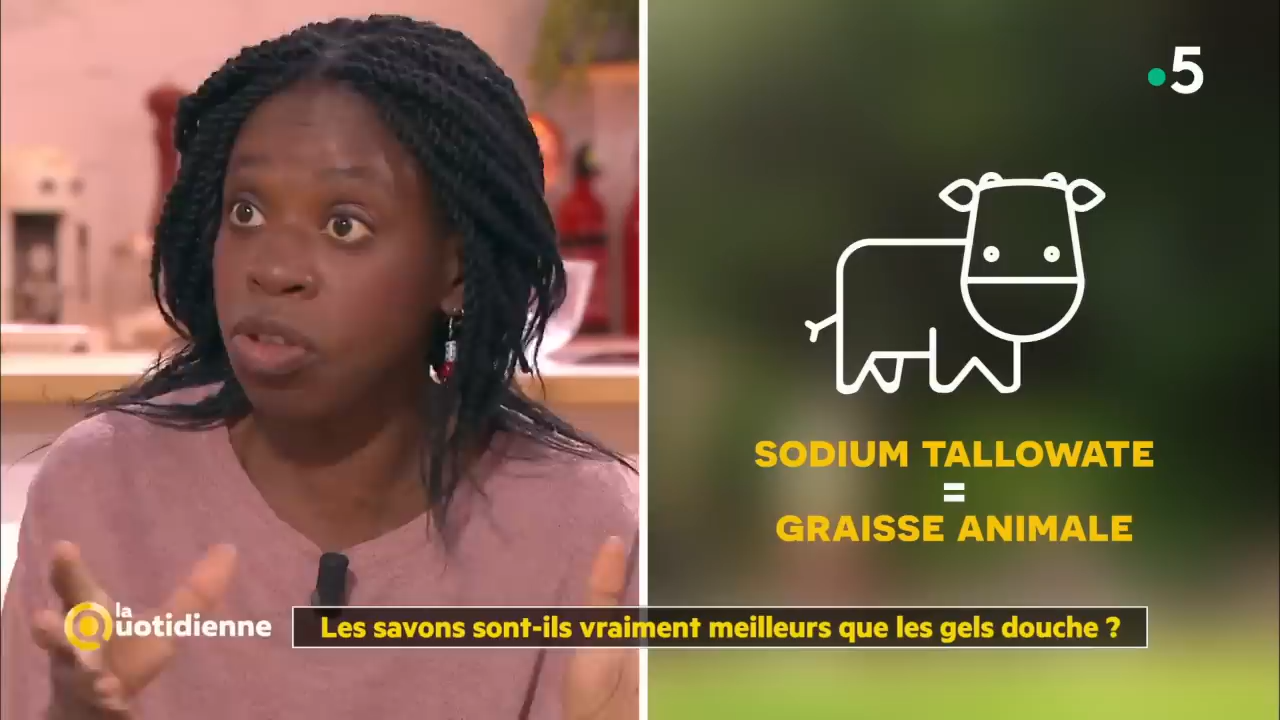 5
SODIUM TALLOWATE
=
GRAISSE ANIMALE
la
Quotidienne
Les savons sont-ils vraiment meilleurs que les gels douche ?